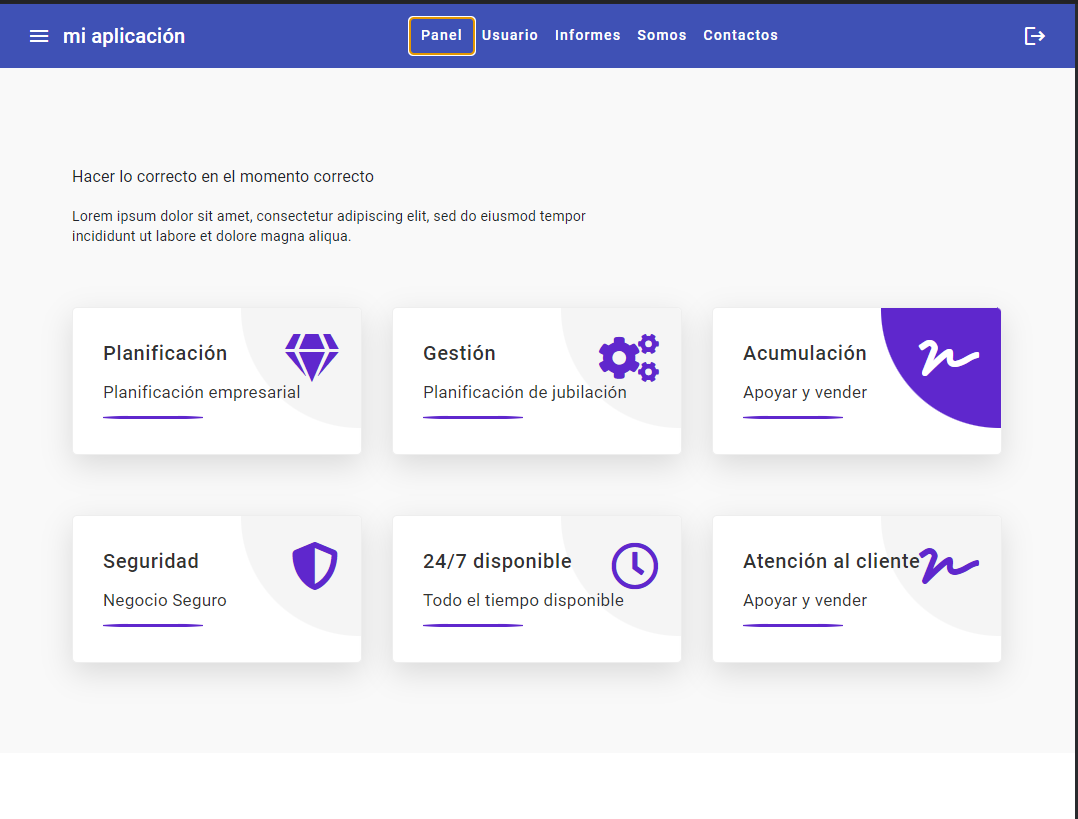 mi aplicación
Panel Usuario Informes Somos Contactos
Hacer lo correcto en el momento correcto
Lorem ipsum dolor sit amet, consectetur adipiscing elit, sed do eiusmod tempor
incididunt ut labore et dolore magna aliqua.
Planificación
Planificación empresarial
Gestión
Planificación de jubilación
Acumulación
Apoyar y vender
Seguridad
Negocio Seguro
24/7 disponible
Todo el tiempo disponible
Atención al cliente
Apoyar y vender